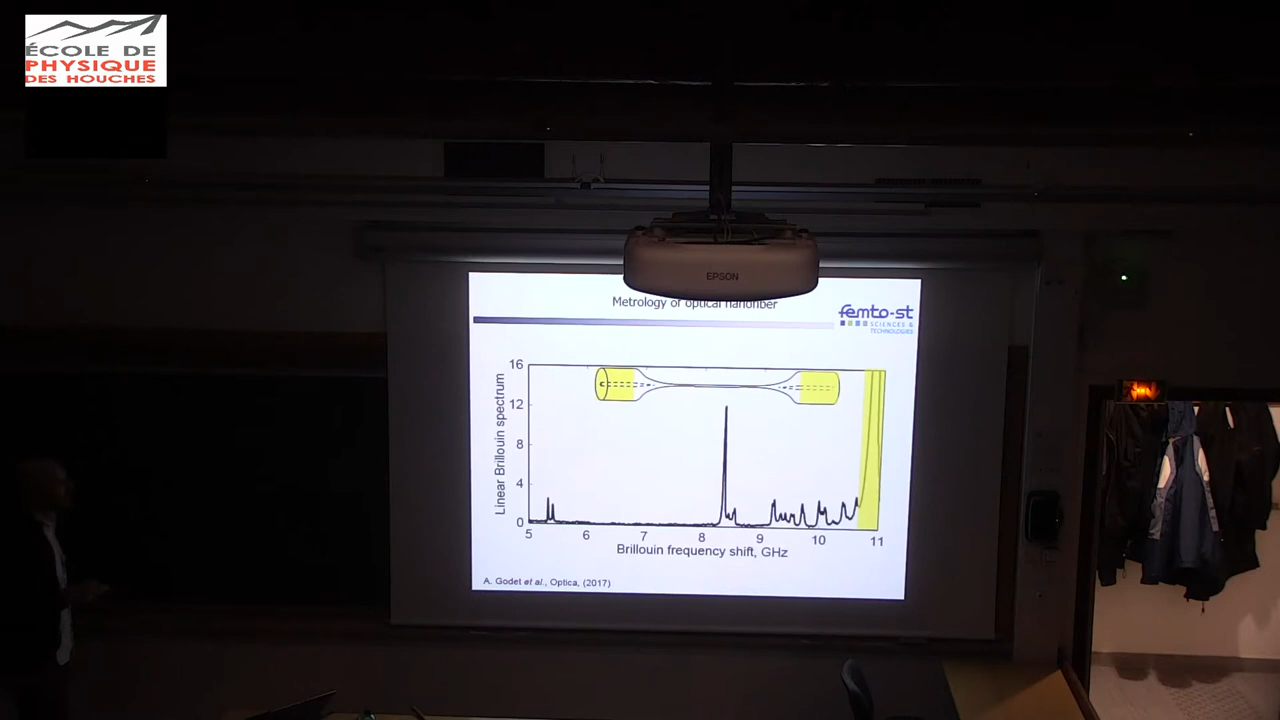 ÉCOLE DE
PHYSIQUE
DES HOUCHES
EPSON
Metrology of optical nanofiber
femto-st
SCIENCES &
TECHNOLOGIES
16
12
8
4
0
Linear Brillouin spectrum
5 6 7 8 9 10 11
Brillouin frequency shift, GHz
A. Godet et al., Optica, (2017)